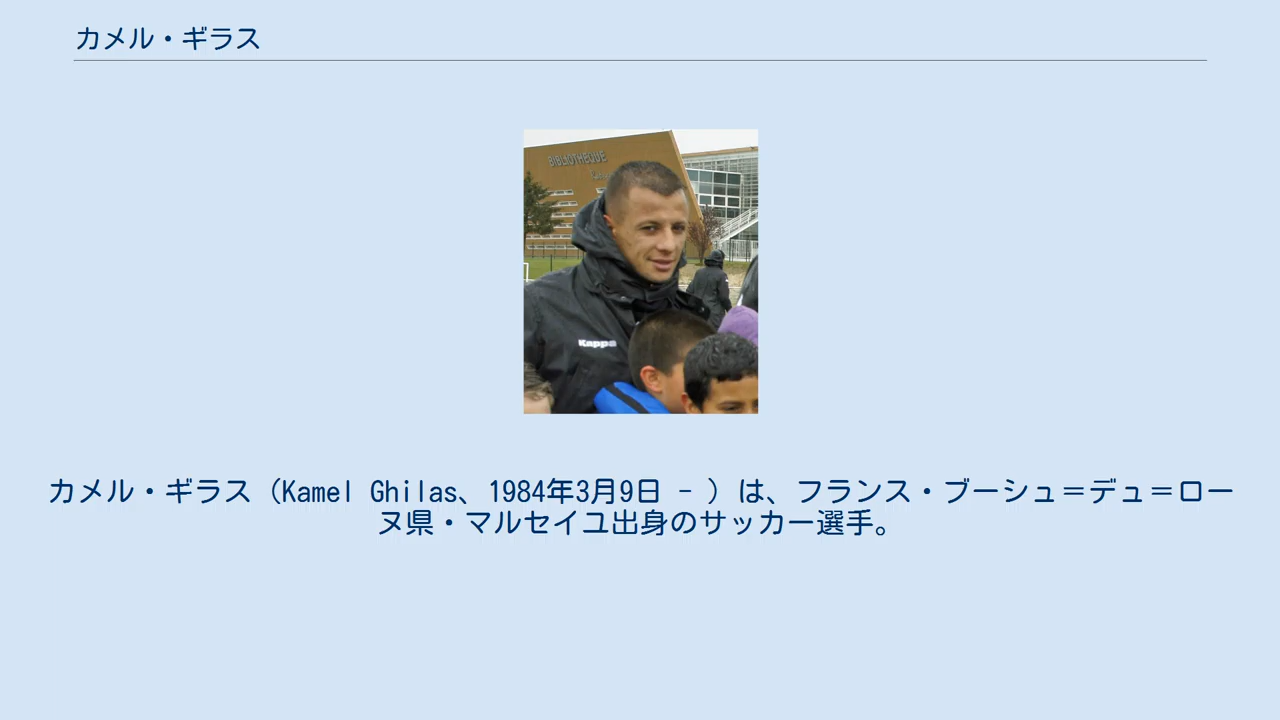 カメル・ギラス
BIBLIOTHEQUE
Kappa
カメル・ギラス（Kamel Ghilas、1984年3月9日 - ）は、フランス・ブーシュ＝デュ＝ロー
ヌ県・マルセイユ出身のサッカー選手。